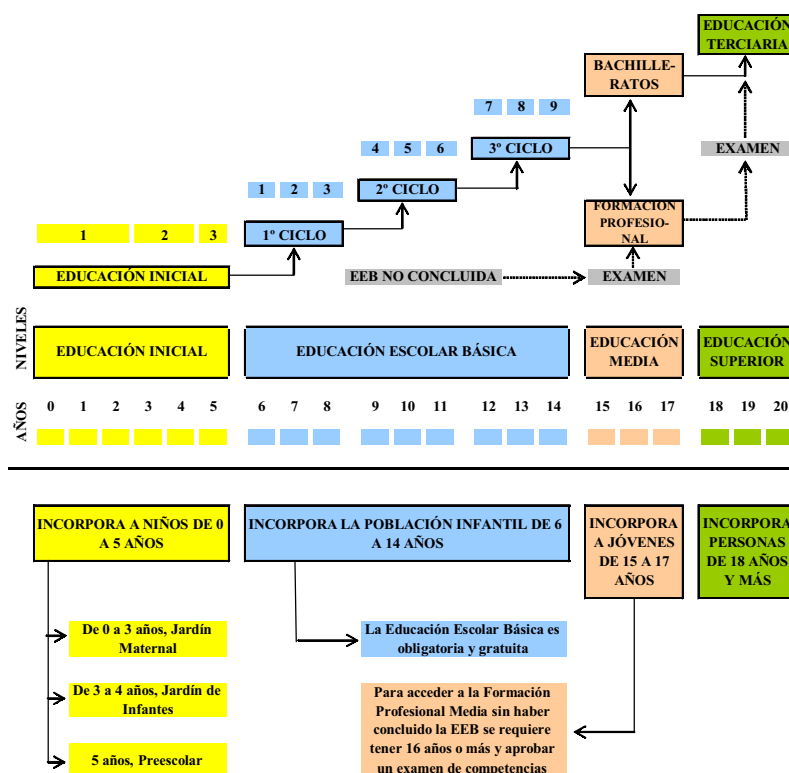 EDUCACIÓN
TERCIARIA
BACHILLE-
RATOS
7 8 9
4 5 6
3º CICLO
EXAMEN
1 2 3
2º CICLO
FORMACIÓN
PROFESIO-
NAL
1 2 3
1º CICLO
EDUCACIÓN INICIAL
EEB NO CONCLUIDA
EXAMEN
NIVELES
EDUCACIÓN INICIAL
EDUCACIÓN ESCOLAR BÁSICA
EDUCACIÓN
MEDIA
EDUCACIÓN
SUPERIOR
AÑOS
0 1 2 3 4 5 6 7 8 9 10 11 12 13 14 15 16 17 18 19 20
INCORPORA A NIÑOS DE 0
A 5 AÑOS
INCORPORA LA POBLACIÓN INFANTIL DE 6
A 14 AÑOS
INCORPORA
A JÓVENES
DE 15 A 17
AÑOS
INCORPORA
PERSONAS
DE 18 AÑOS
Y MÁS
De 0 a 3 años, Jardín
Maternal
La Educación Escolar Básica es
obligatoria y gratuita
De 3 a 4 años, Jardín de
Infantes
Para acceder a la Formación
Profesional Media sin haber
concluido la EEB se requiere
tener 16 años o más y aprobar
un examen de competencias
5 años, Preescolar